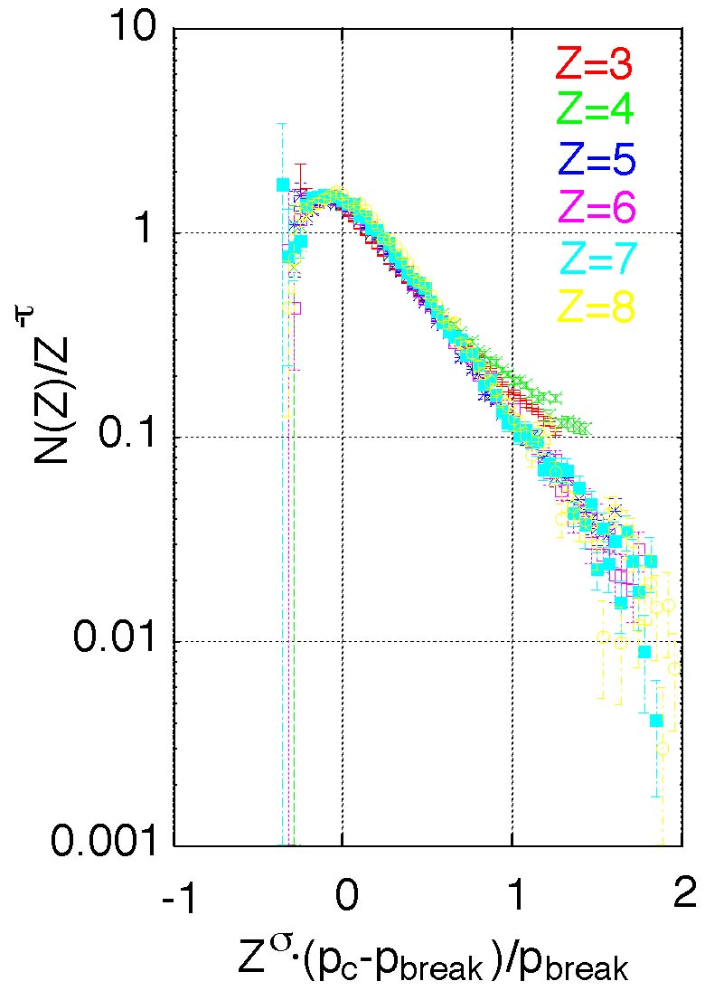 10
1
0.1
0.01
0.001
-1 0 1 2
N(Z)/Z^-τ
Z^σ·(p_c-p_break)/p_break
Z=3
Z=4
Z=5
Z=6
Z=7
Z=8